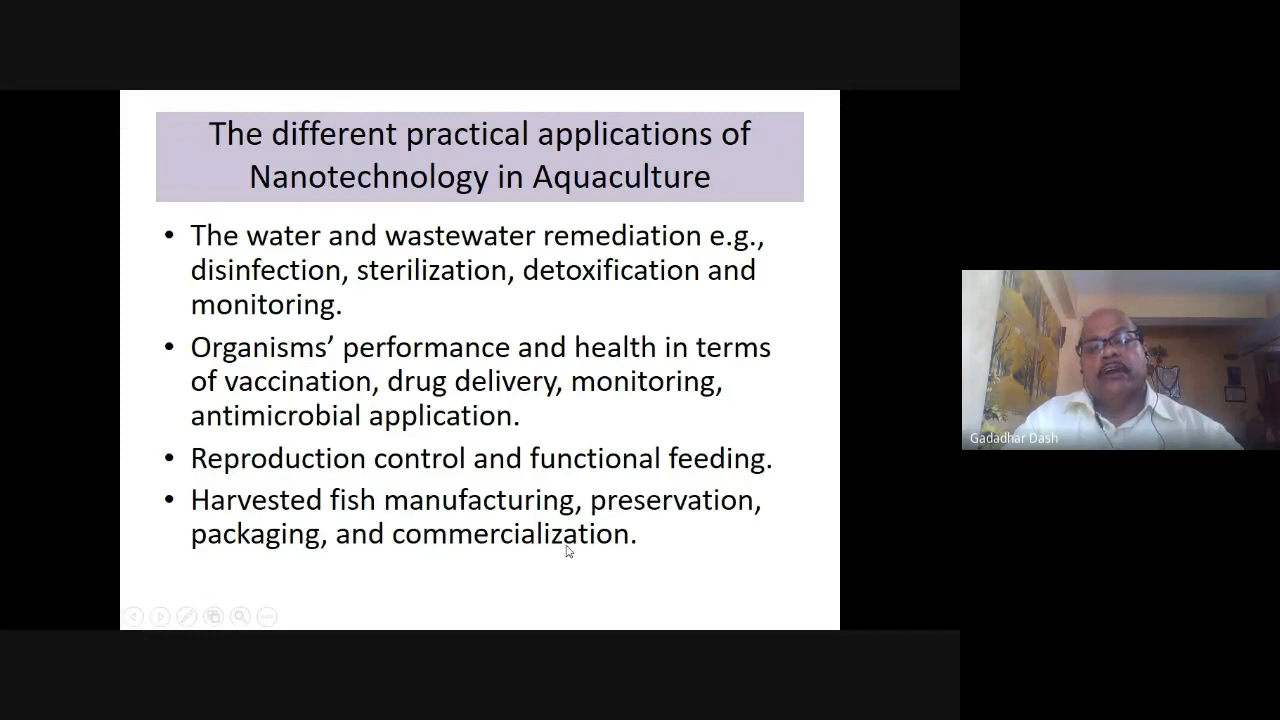 The different practical applications of
Nanotechnology in Aquaculture
• The water and wastewater remediation e.g.,
disinfection, sterilization, detoxification and
monitoring.
• Organisms’ performance and health in terms
of vaccination, drug delivery, monitoring,
antimicrobial application.
• Reproduction control and functional feeding.
• Harvested fish manufacturing, preservation,
packaging, and commercialization.
Gadadhar Dash